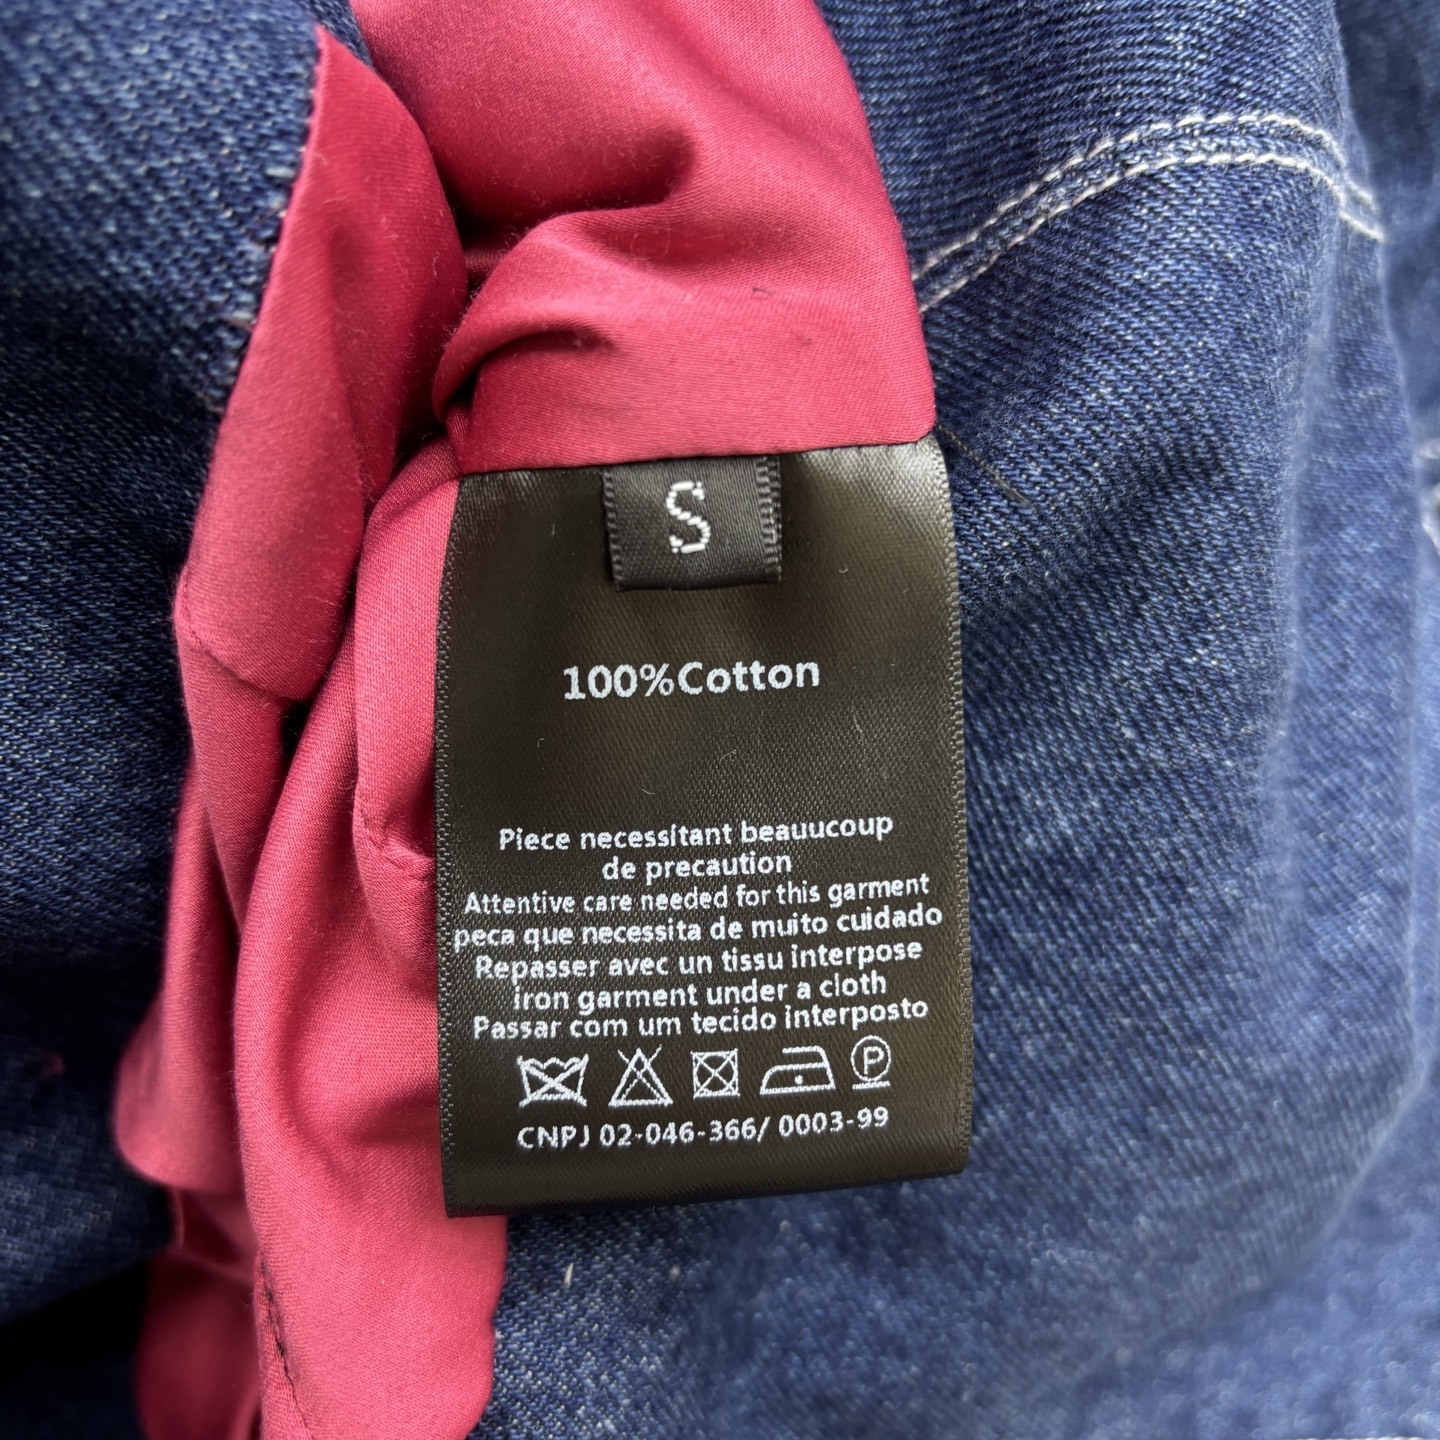 S
100%Cotton
Piece necessitant beauucoup
de precaution
Attentive care needed for this garment
peca que necessita de muito cuidado
Repasser avec un tissu interpose
iron garment under a cloth
Passar com um tecido interposto
P
CNPJ 02-046-366/ 0003-99